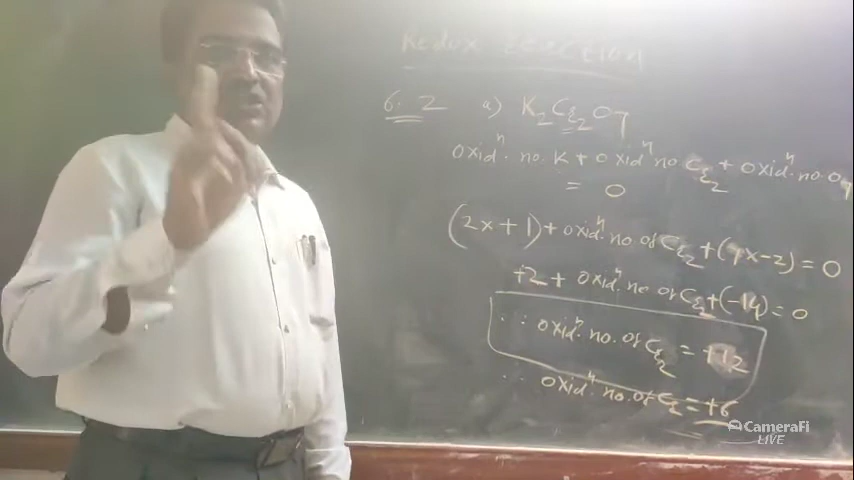 Redox Reaction
6.2 a) K₂Cr₂O₇
Oxidⁿ. no. K + Oxidⁿ no Cr₂ + Oxidⁿ. no. O₇
= 0
(2x+1) + oxidⁿ. no. of Cr₂ + (7x-2) = 0
+2 + oxidⁿ. no of Cr₂ + (-14) = 0
∴ oxidⁿ. no. of Cr₂ = +12
∴ oxidⁿ. no. of Cr = +6
CameraFi
LIVE